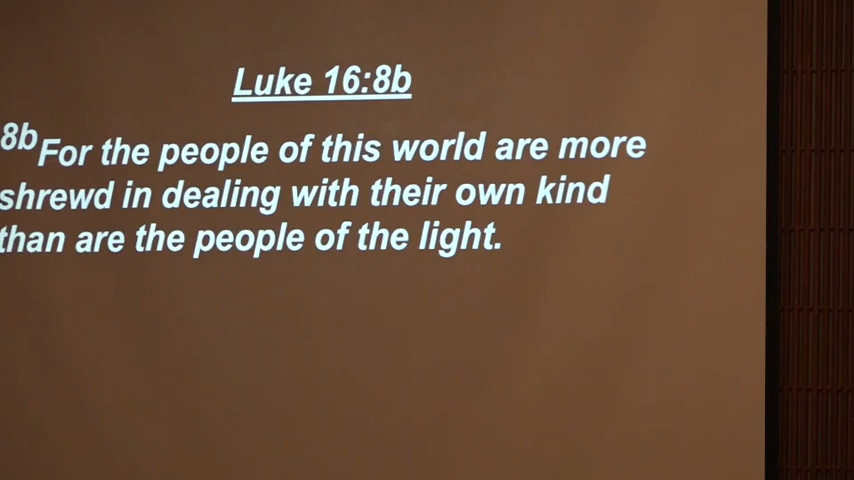 Luke 16:8b
8bFor the people of this world are more
shrewd in dealing with their own kind
than are the people of the light.